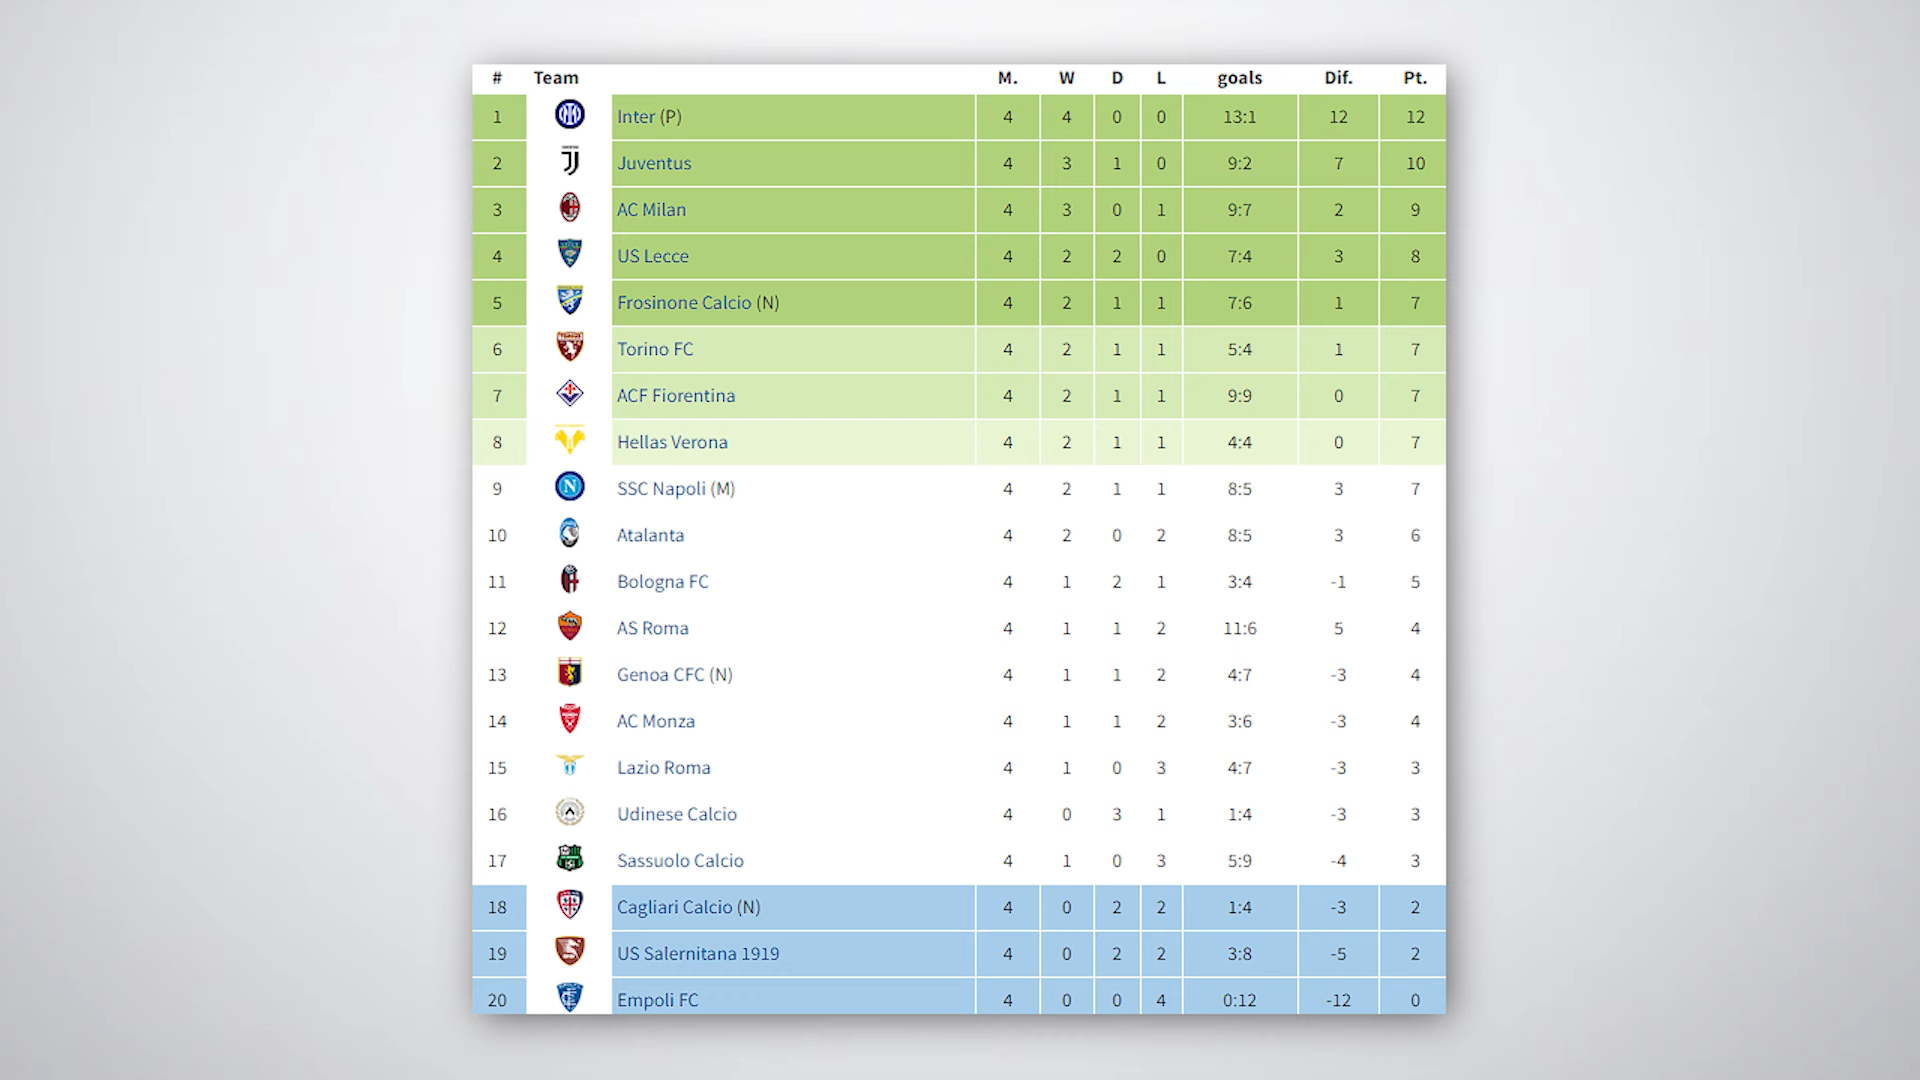 # Team M. W D L goals Dif. Pt.
1 Inter (P) 4 4 0 0 13:1 12 12
2 Juventus 4 3 1 0 9:2 7 10
3 AC Milan 4 3 0 1 9:7 2 9
4 US Lecce 4 2 2 0 7:4 3 8
5 Frosinone Calcio (N) 4 2 1 1 7:6 1 7
6 Torino FC 4 2 1 1 5:4 1 7
7 ACF Fiorentina 4 2 1 1 9:9 0 7
8 Hellas Verona 4 2 1 1 4:4 0 7
9 SSC Napoli (M) 4 2 1 1 8:5 3 7
10 Atalanta 4 2 0 2 8:5 3 6
11 Bologna FC 4 1 2 1 3:4 -1 5
12 AS Roma 4 1 1 2 11:6 5 4
13 Genoa CFC (N) 4 1 1 2 4:7 -3 4
14 AC Monza 4 1 1 2 3:6 -3 4
15 Lazio Roma 4 1 0 3 4:7 -3 3
16 Udinese Calcio 4 0 3 1 1:4 -3 3
17 Sassuolo Calcio 4 1 0 3 5:9 -4 3
18 Cagliari Calcio (N) 4 0 2 2 1:4 -3 2
19 US Salernitana 1919 4 0 2 2 3:8 -5 2
20 Empoli FC 4 0 0 4 0:12 -12 0